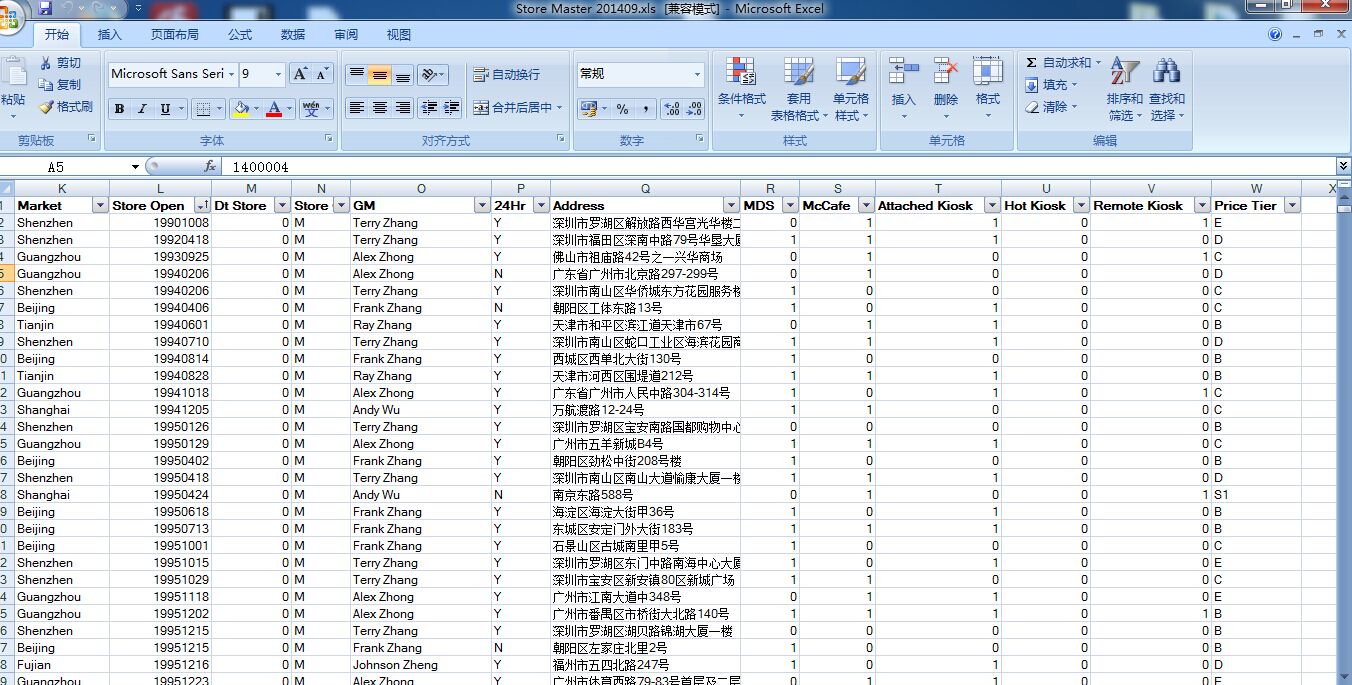 Store Master 201409.xls [兼容模式] - Microsoft Excel
开始 插入 页面布局 公式 数据 审阅 视图
粘贴 剪切 复制 格式刷 剪贴板
Microsoft Sans Seri 9 A A B I U A wén 文 字体
自动换行 合并后居中 对齐方式
常规 % , 数字
条件格式 套用表格格式 单元格样式 样式
插入 删除 格式 单元格
Σ 自动求和 填充 清除 排序和筛选 查找和选择 编辑
A5 fx 1400004
K L M N O P Q R S T U V W X
Market Store Open Dt Store Store GM 24Hr Address MDS McCafe Attached Kiosk Hot Kiosk Remote Kiosk Price Tier
Shenzhen 19901008 0 M Terry Zhang Y 深圳市罗湖区解放路西华宫光华楼二 0 1 1 0 1 E
Shenzhen 19920418 0 M Terry Zhang Y 深圳市福田区深南中路79号华垦大厦 1 1 1 0 0 D
Guangzhou 19930925 0 M Alex Zhong Y 佛山市祖庙路42号之一兴华商场 0 1 0 0 1 C
Guangzhou 19940206 0 M Alex Zhong N 广东省广州市北京路297-299号 0 1 0 0 0 D
Shenzhen 19940206 0 M Terry Zhang Y 深圳市南山区华侨城东方花园服务楼 1 0 1 0 0 C
Beijing 19940406 0 M Frank Zhang N 朝阳区工体东路13号 1 0 1 0 0 C
Tianjin 19940601 0 M Ray Zhang Y 天津市和平区滨江道天津市67号 0 1 1 0 0 B
Shenzhen 19940710 0 M Terry Zhang Y 深圳市南山区蛇口工业区海滨花园商 1 1 1 0 0 D
Beijing 19940814 0 M Frank Zhang Y 西城区西单北大街130号 1 0 1 0 0 B
Tianjin 19940828 0 M Ray Zhang Y 天津市河西区围堤道212号 1 1 1 0 0 B
Guangzhou 19941018 0 M Alex Zhong Y 广东省广州市人民中路304-314号 1 0 1 0 1 C
Shanghai 19941205 0 M Andy Wu Y 万航渡路12-24号 1 1 0 0 0 C
Shenzhen 19950126 0 M Terry Zhang Y 深圳市罗湖区宝安南路国都购物中心 0 0 0 0 0 B
Guangzhou 19950129 0 M Alex Zhong Y 广州市五羊新城B4号 1 1 0 0 0 C
Beijing 19950402 0 M Frank Zhang Y 朝阳区劲松中街208号楼 1 0 0 0 0 B
Shenzhen 19950418 0 M Terry Zhang Y 深圳市南山区南山大道愉康大厦一楼 1 1 1 0 0 D
Shanghai 19950424 0 M Andy Wu N 南京东路588号 0 1 0 0 1 S1
Beijing 19950618 0 M Frank Zhang Y 海淀区海淀大街甲36号 1 0 1 0 0 B
Beijing 19950713 0 M Frank Zhang Y 东城区安定门外大街183号 1 0 1 0 0 B
Beijing 19951001 0 M Frank Zhang Y 石景山区古城南里甲5号 1 0 1 0 0 C
Shenzhen 19951015 0 M Terry Zhang Y 深圳市罗湖区东门中路南海中心大厦 1 0 1 0 0 E
Shenzhen 19951029 0 M Terry Zhang Y 深圳市宝安区新安镇80区新城广场 1 1 0 0 0 C
Guangzhou 19951118 0 M Alex Zhong Y 广州市江南大道中348号 1 0 1 0 0 E
Guangzhou 19951202 0 M Alex Zhong Y 广州市番禺区市桥街大北路140号 1 1 1 0 1 B
Shenzhen 19951215 0 M Terry Zhang Y 深圳市罗湖区湖贝路锦湖大厦一楼 0 0 1 0 0 B
Beijing 19951215 0 M Frank Zhang N 朝阳区左家庄北里2号 1 0 1 0 0 B
Fujian 19951216 0 M Johnson Zheng Y 福州市五四北路247号 1 0 1 0 0 D
Guangzhou 19951223 0 M Alex Zhong Y 广州市体育西路79-83号首层及二层 0 1 0 0 0 E